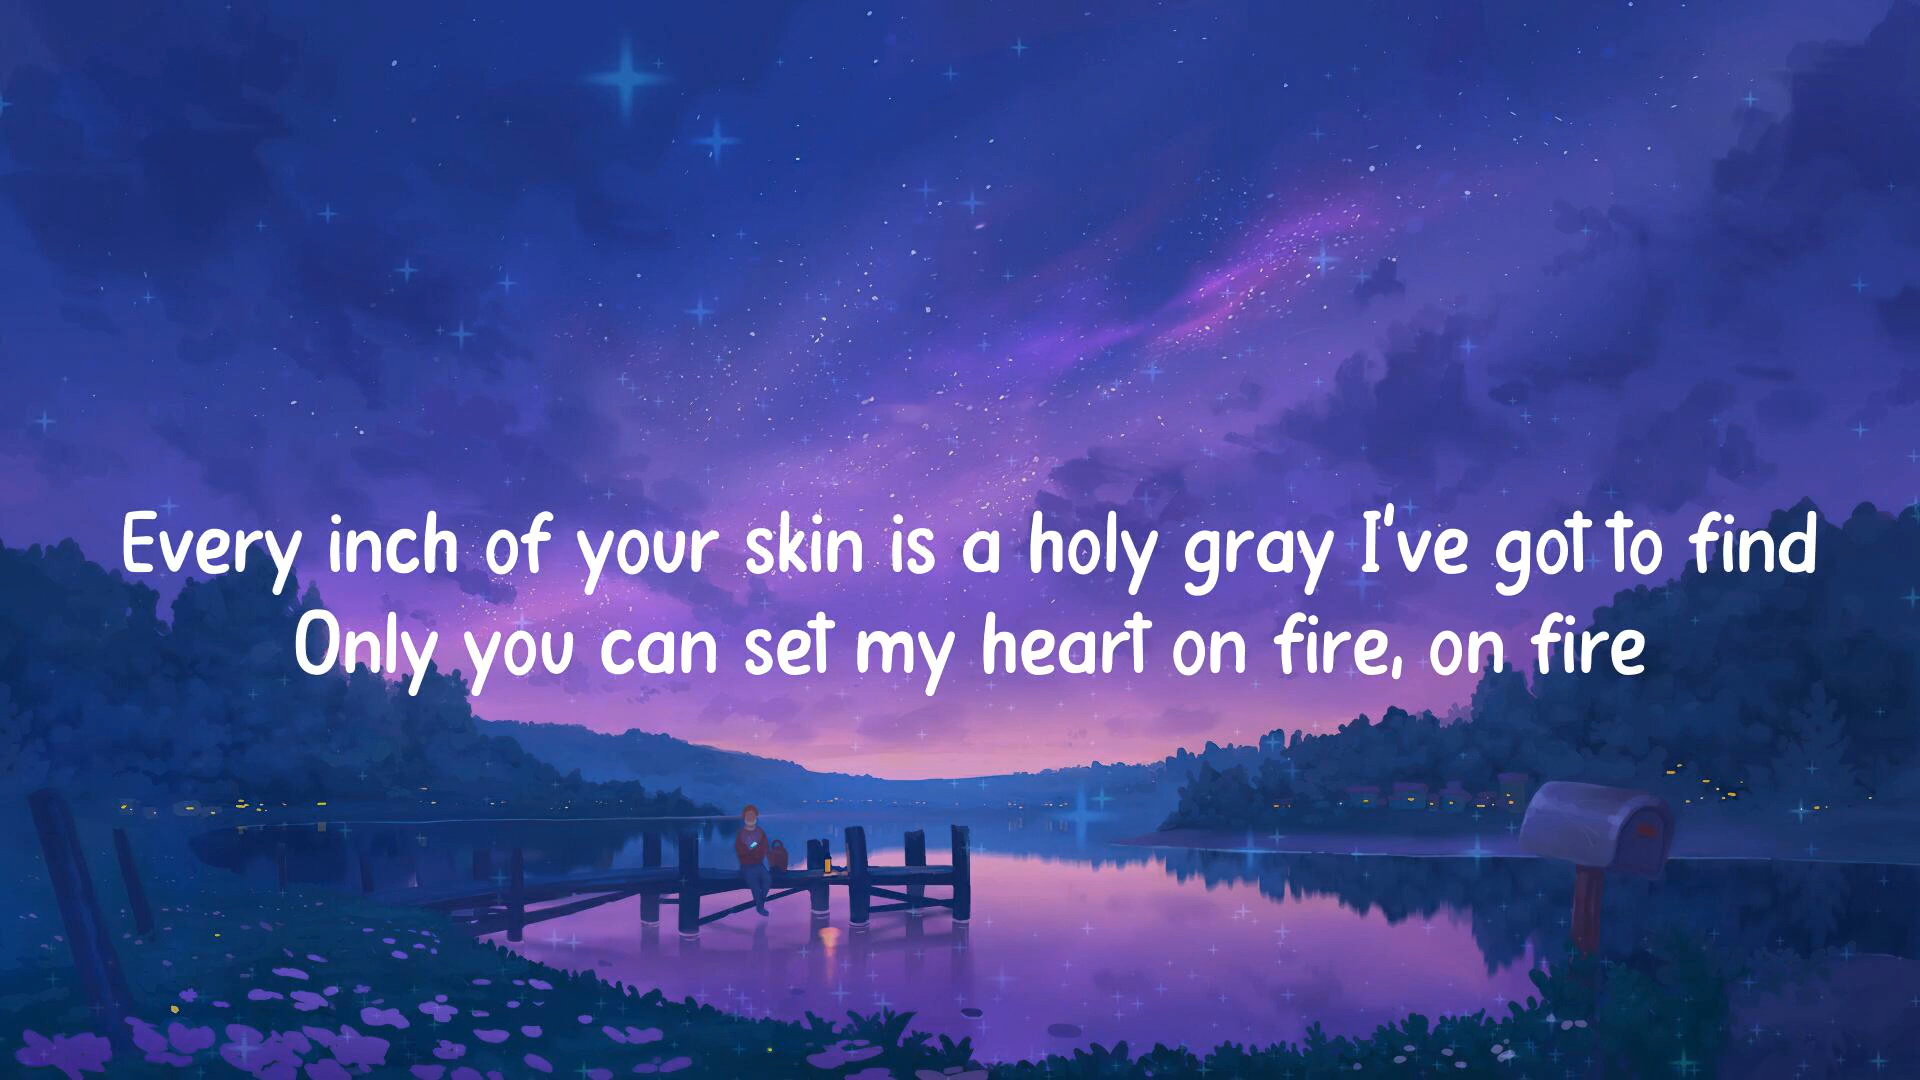 Every inch of your skin is a holy gray I've got to find
Only you can set my heart on fire, on fire